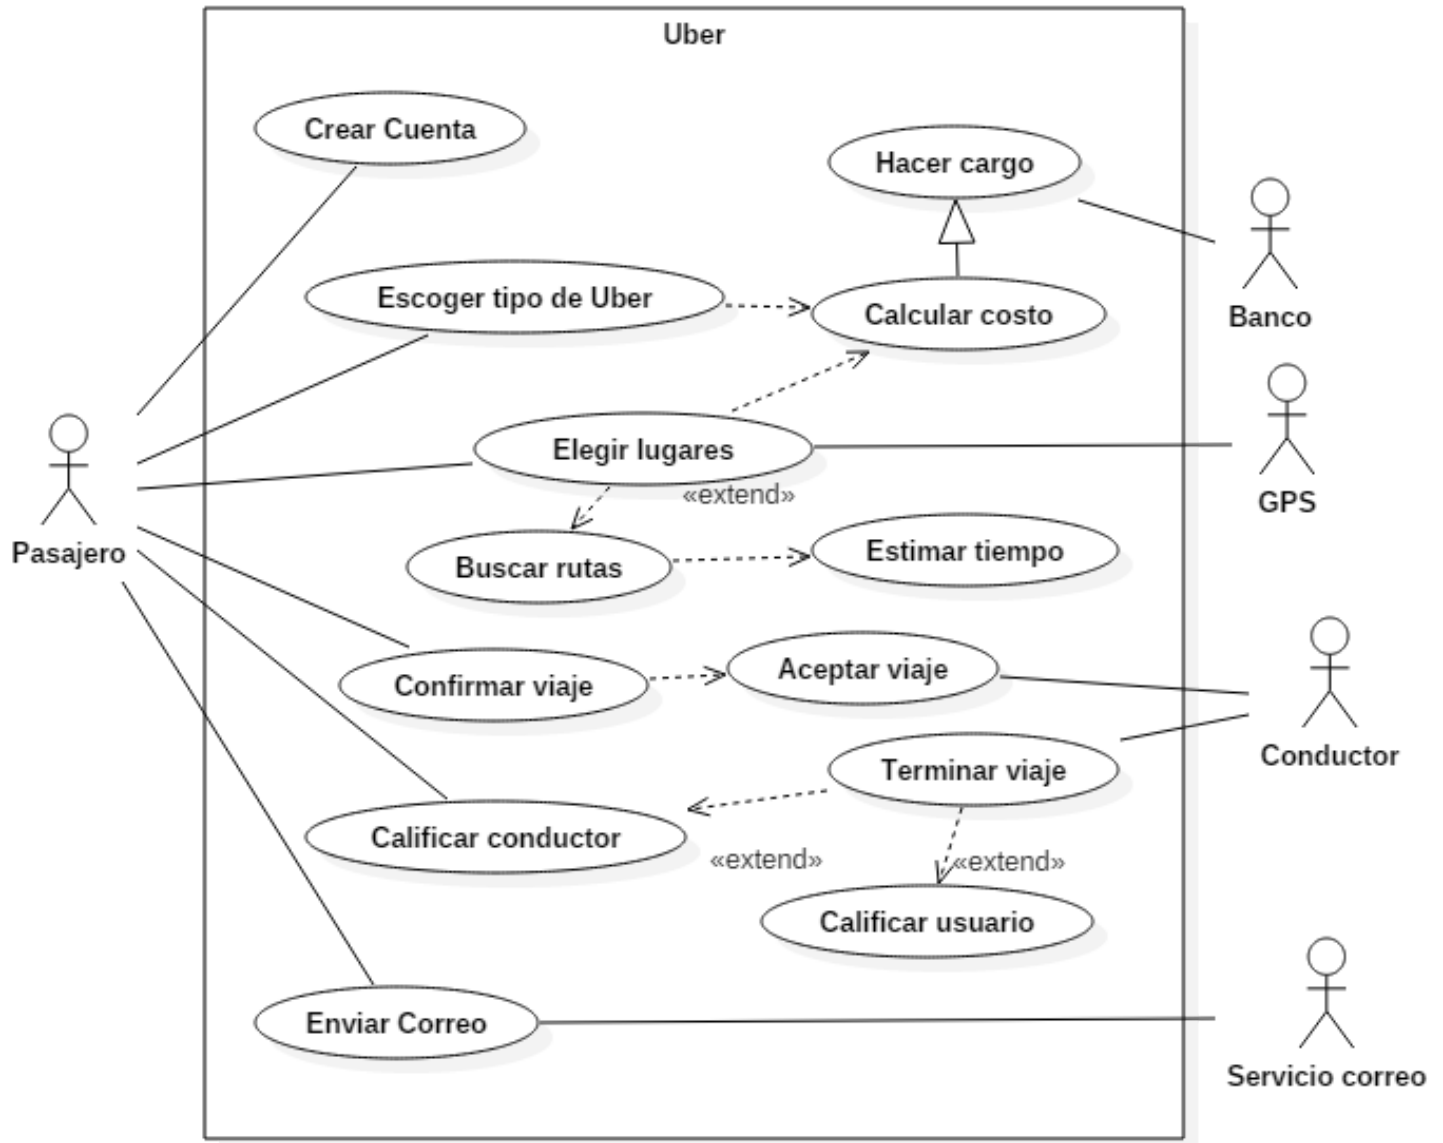 Uber
Crear Cuenta
Hacer cargo
Escoger tipo de Uber
Calcular costo
Banco
Elegir lugares
«extend»
GPS
Pasajero
Buscar rutas
Estimar tiempo
Confirmar viaje
Aceptar viaje
Conductor
Terminar viaje
Calificar conductor
«extend»
«extend»
Calificar usuario
Enviar Correo
Servicio correo